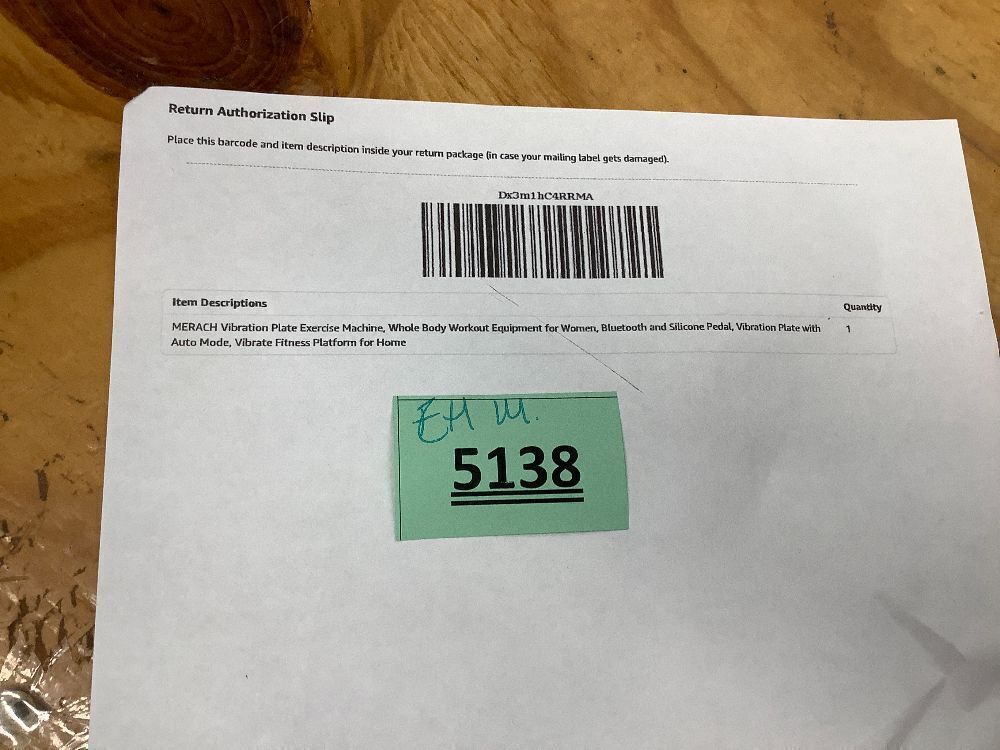 Return Authorization Slip
Place this barcode and item description inside your return package (in case your mailing label gets damaged).
Dx3m1hC4RRMA
Item Descriptions Quantity
MERACH Vibration Plate Exercise Machine, Whole Body Workout Equipment for Women, Bluetooth and Silicone Pedal, Vibration Plate with 1
Auto Mode, Vibrate Fitness Platform for Home
EH M.
5138